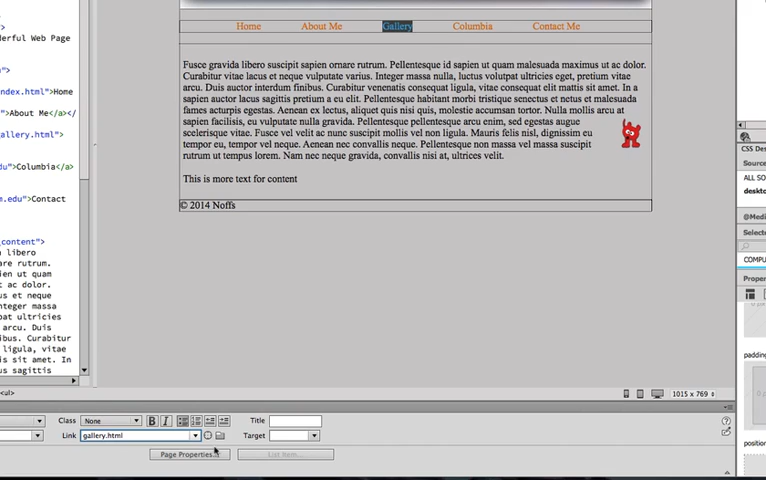 Home About Me Gallery Columbia Contact Me
derful Web Page
ndex.html">Home
">About Me</a></
allery.html">
du">Columbia</a>
m.edu">Contact
content">
libero
are rutrum.
ien ut quam
et ac dolor.
us et neque
nteger massa
pat ultricies
arcu. Duis
ibus. Curabitur
ligula, vitae
sis sit amet. In
s sagittis
<ul>
Fusce gravida libero suscipit sapien ornare rutrum. Pellentesque id sapien ut quam malesuada maximus ut ac dolor.
Curabitur vitae lacus et neque vulputate varius. Integer massa nulla, luctus volutpat ultricies eget, pretium vitae
arcu. Duis auctor interdum finibus. Curabitur venenatis consequat ligula, vitae consequat elit mattis sit amet. In a
sapien auctor lacus sagittis pretium a eu elit. Pellentesque habitant morbi tristique senectus et netus et malesuada
fames acturpis egestas. Aenean ex lectus, aliquet quis nisi quis, molestie accumsan tortor. Nulla moliis arcu at
sapien facilisis, eu vulputate nulla gravida. Pellentesque pellentesque arcu enim, sed egestas augue
scelerisque vitae. Fusce vel velit ac nunc suscipit mollis vel non ligula. Mauris felis nisl, dignissim eu
tempor eu, tempor vel neque. Aenean nec convallis neque. Pellentesque non massa vel massa suscipit
rutrum ut tempus lorem. Nam nec neque gravida, convallis nisi at, ultrices velit.
This is more text for content
© 2014 Noffs
1015 x 769
CSS Des
Source
ALL SO
deskto
@Medi
Select
COMPU
Proper
padding
position
Class None B I Title
Link gallery.html Target
Page Properties... List Item...